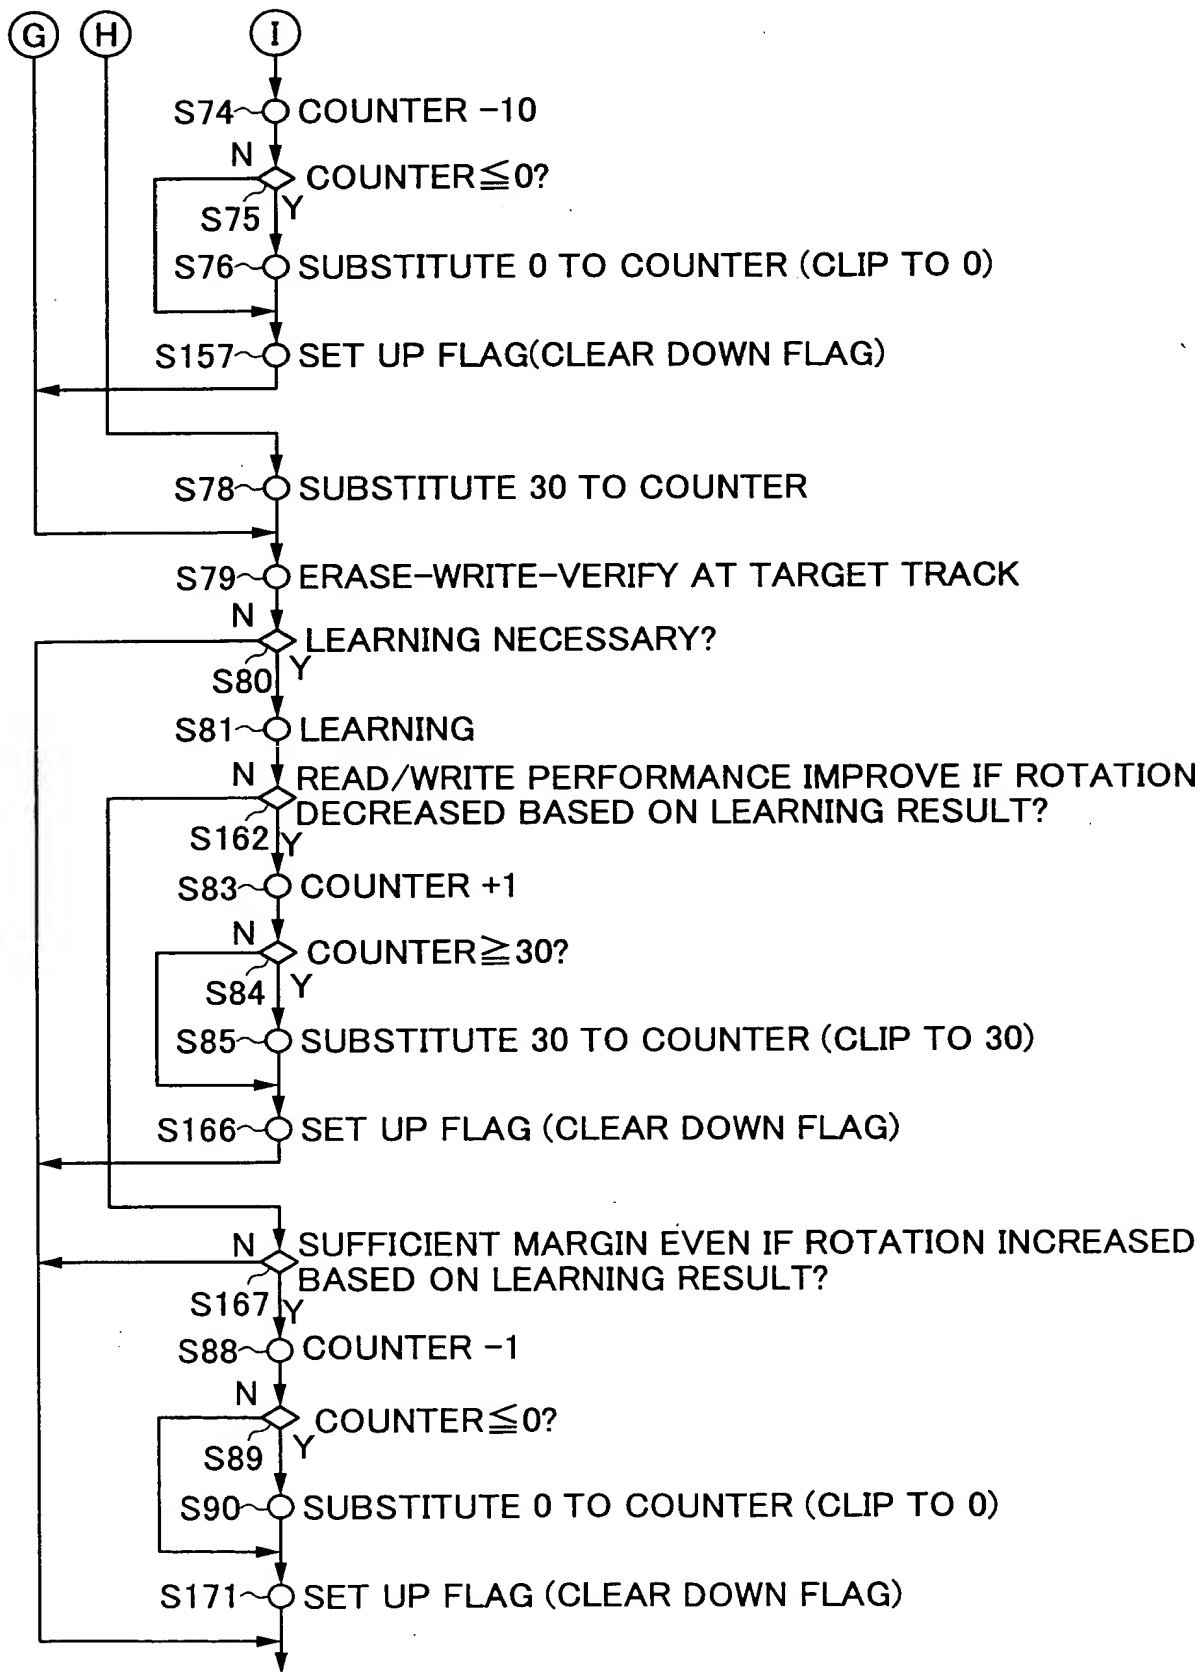 G H I
S74 COUNTER -10
N
COUNTER≦0?
S75 Y
S76 SUBSTITUTE 0 TO COUNTER (CLIP TO 0)
S157 SET UP FLAG(CLEAR DOWN FLAG)
S78 SUBSTITUTE 30 TO COUNTER
S79 ERASE-WRITE-VERIFY AT TARGET TRACK
N
LEARNING NECESSARY?
S80 Y
S81 LEARNING
N READ/WRITE PERFORMANCE IMPROVE IF ROTATION
DECREASED BASED ON LEARNING RESULT?
S162 Y
S83 COUNTER +1
N
COUNTER≧30?
S84 Y
S85 SUBSTITUTE 30 TO COUNTER (CLIP TO 30)
S166 SET UP FLAG (CLEAR DOWN FLAG)
N SUFFICIENT MARGIN EVEN IF ROTATION INCREASED
BASED ON LEARNING RESULT?
S167 Y
S88 COUNTER -1
N
COUNTER≦0?
S89 Y
S90 SUBSTITUTE 0 TO COUNTER (CLIP TO 0)
S171 SET UP FLAG (CLEAR DOWN FLAG)